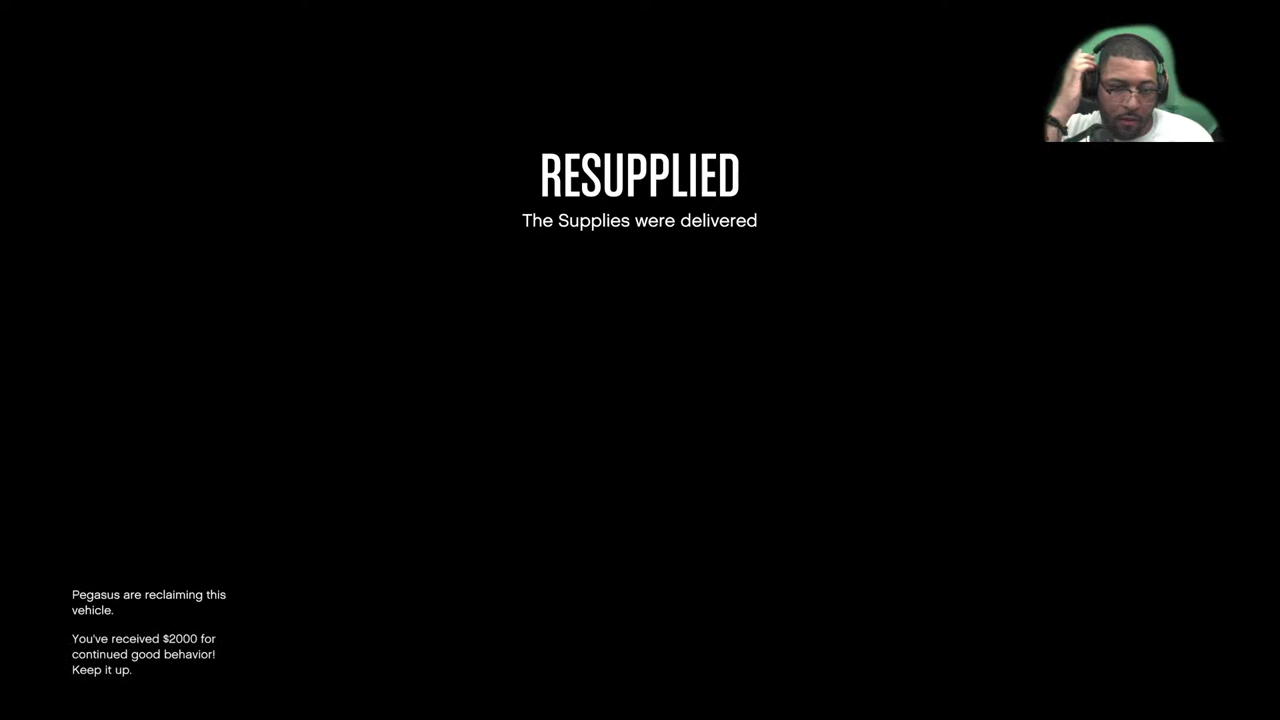 RESUPPLIED
The Supplies were delivered
Pegasus are reclaiming this
vehicle.
You've received $2000 for
continued good behavior!
Keep it up.